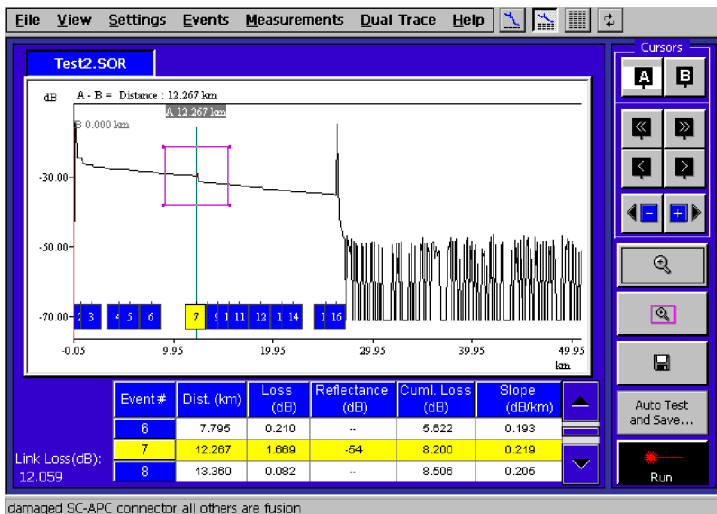 File View Settings Events Measurements Dual Trace Help
Test2.SOR
Cursors
A B
dB A - B = Distance : 12.267 km
A 12.267 km
B 0.000 km
-30.00
-50.00
-70.00
3 4 5 6 7 9 1 11 12 1 14 1 16
-0.05 9.95 19.95 29.95 39.95 49.95
km
Event# Dist. (km) Loss (dB) Reflectance (dB) Cuml. Loss (dB) Slope (dB/km)
6 7.795 0.210 -- 5.622 0.193
7 12.267 1.669 -54 8.200 0.219
8 13.360 0.082 -- 8.506 0.205
Link Loss(dB):
12.059
Auto Test
and Save...
Run
damaged SC-APC connector all others are fusion